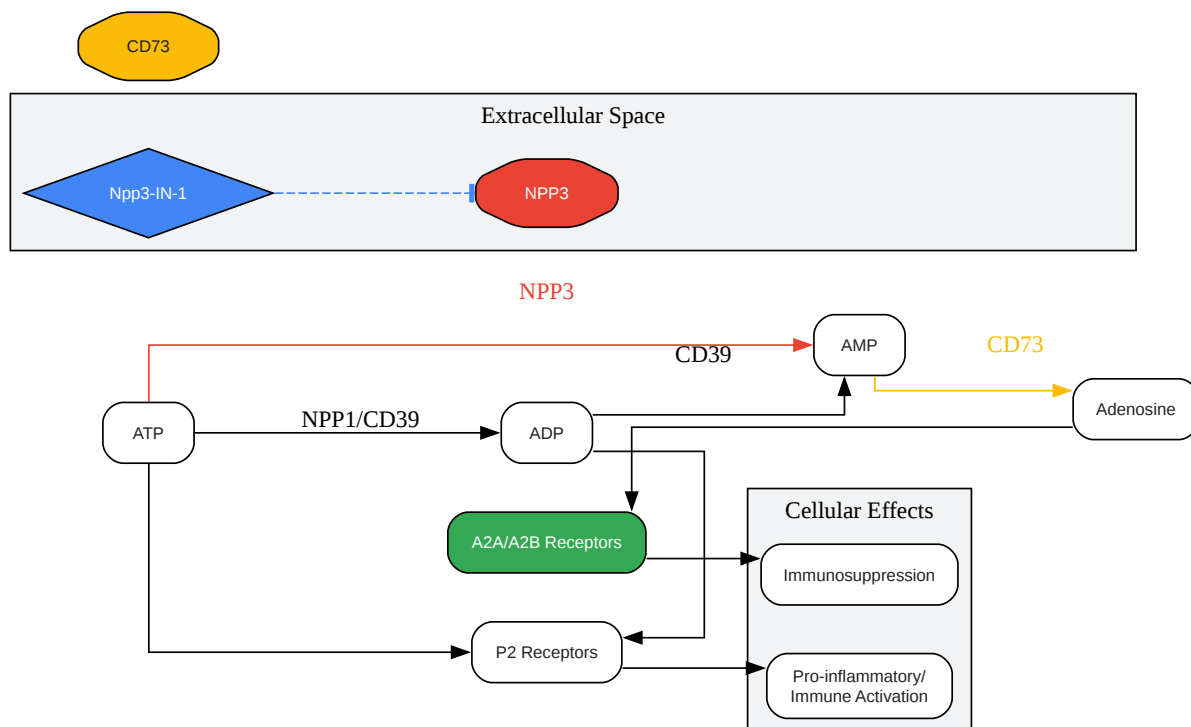 CD73
Extracellular Space
Npp3-IN-1
NPP3
NPP3
CD39
AMP
CD73
Adenosine
ATP
NPP1/CD39
ADP
A2A/A2B Receptors
Cellular Effects
Immunosuppression
P2 Receptors
Pro-inflammatory/
Immune Activation